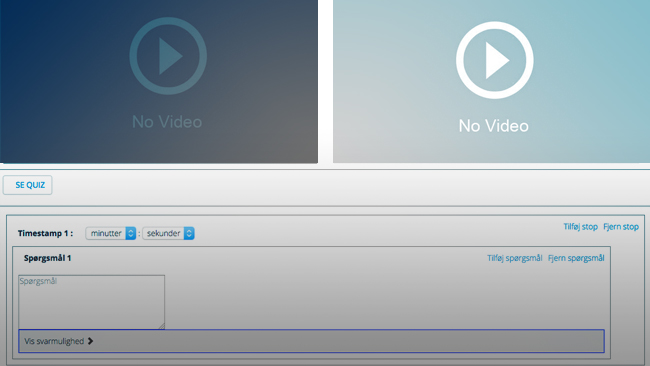 No Video
No Video
SE QUIZ
Timestamp 1 : minutter : sekunder
Tilføj stop Fjern stop
Spørgsmål 1
Tilføj spørgsmål Fjern spørgsmål
Spørgsmål
Vis svarmulighed